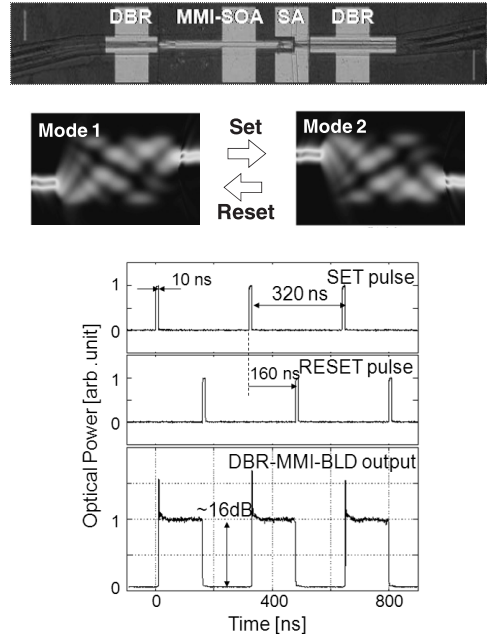 DBR MMI-SOA SA DBR
Mode 1
Set
Reset
Mode 2
Optical Power [arb .unit]
1
0
10 ns
320 ns
SET pulse
1
0
160 ns
RESET pulse
DBR-MMI-BLD output
1
0
~16dB
0 400 800
Time [ns]